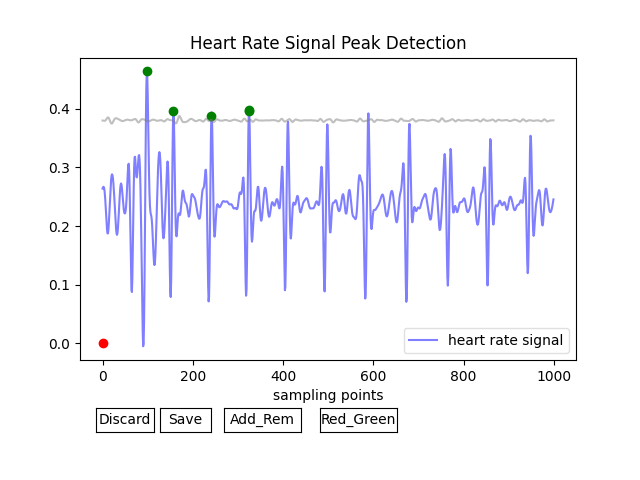 Heart Rate Signal Peak Detection
0.4
0.3
0.2
0.1
0.0
heart rate signal
0 200 400 600 800 1000
sampling points
Discard Save Add_Rem Red_Green